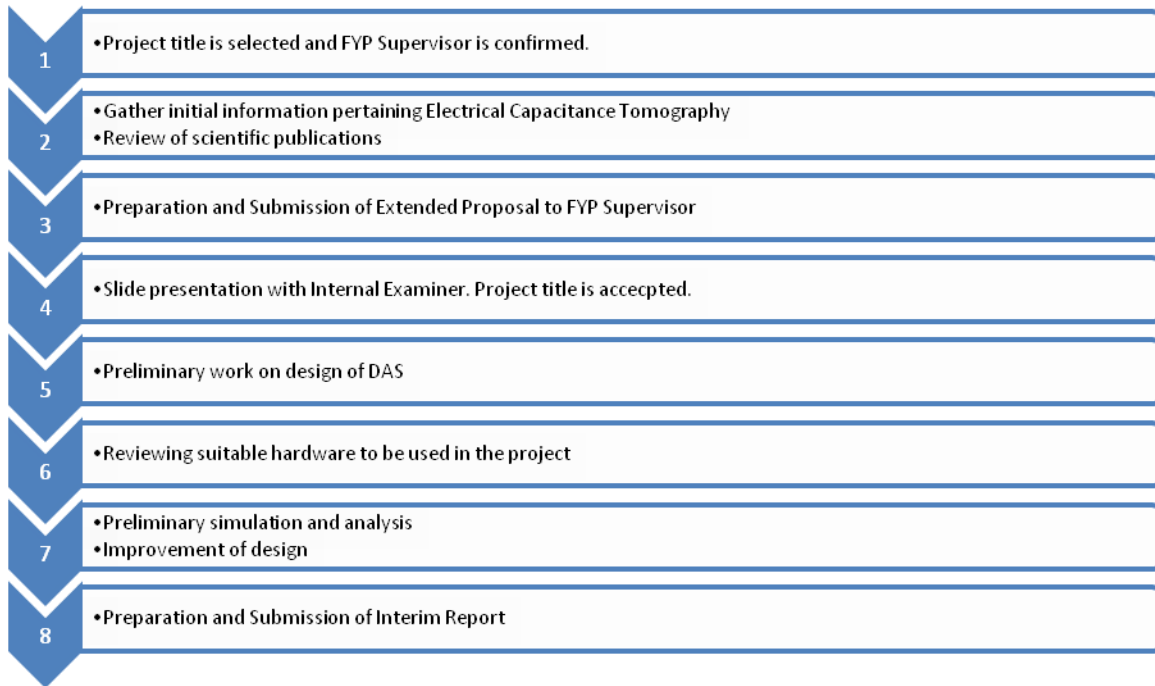 1
•Project title is selected and FYP Supervisor is confirmed.
2
•Gather initial information pertaining Electrical Capacitance Tomography
•Review of scientific publications
3
•Preparation and Submission of Extended Proposal to FYP Supervisor
4
•Slide presentation with Internal Examiner. Project title is accecpted.
5
•Preliminary work on design of DAS
6
•Reviewing suitable hardware to be used in the project
7
•Preliminary simulation and analysis
•Improvement of design
8
•Preparation and Submission of Interim Report